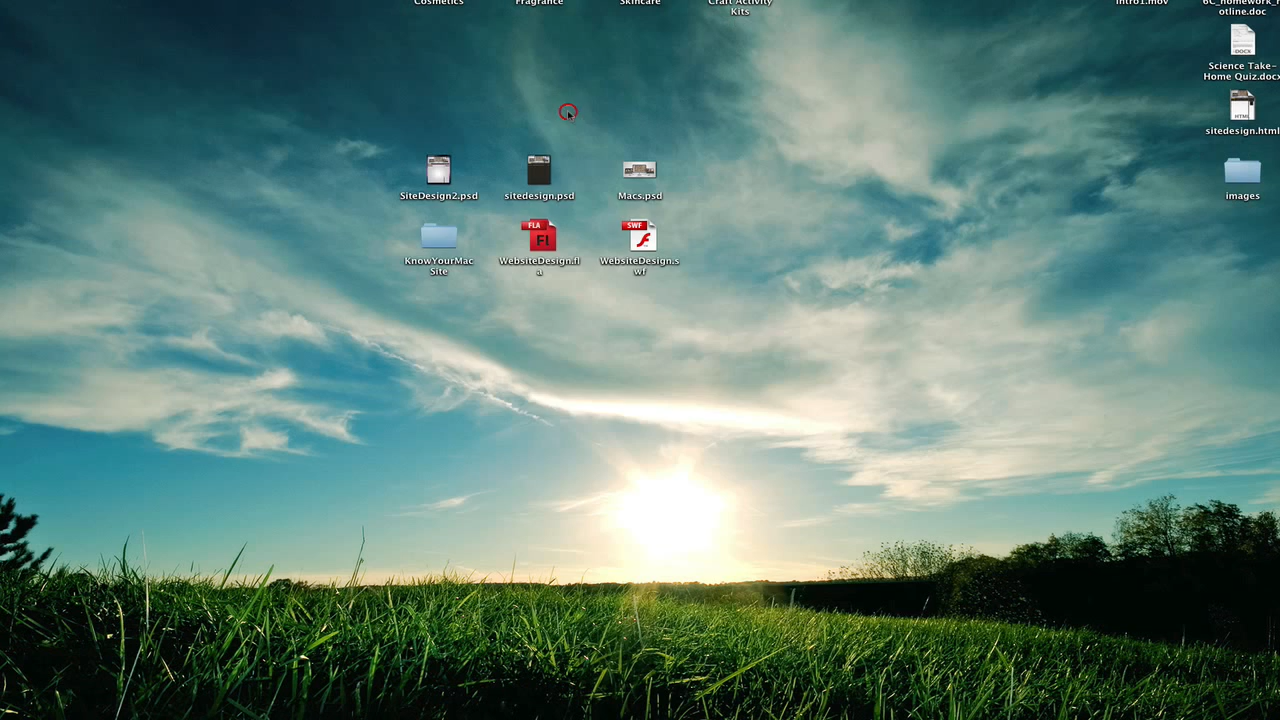 Cosmetics
Fragrance
Skincare
Craft Activity
Kits
intro1.mov
otline.doc
DOCX
Science Take-
Home Quiz.docx
HTML
sitedesign.html
images
SiteDesign2.psd
sitedesign.psd
Macs.psd
KnowYourMac
Site
FLA
Fl
WebsiteDesign.fl
a
SWF
WebsiteDesign.s
wf